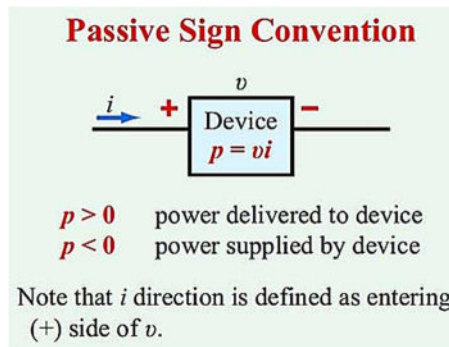 Passive Sign Convention
v
i + −
Device
p = vi
p > 0 power delivered to device
p < 0 power supplied by device
Note that i direction is defined as entering
(+) side of v.